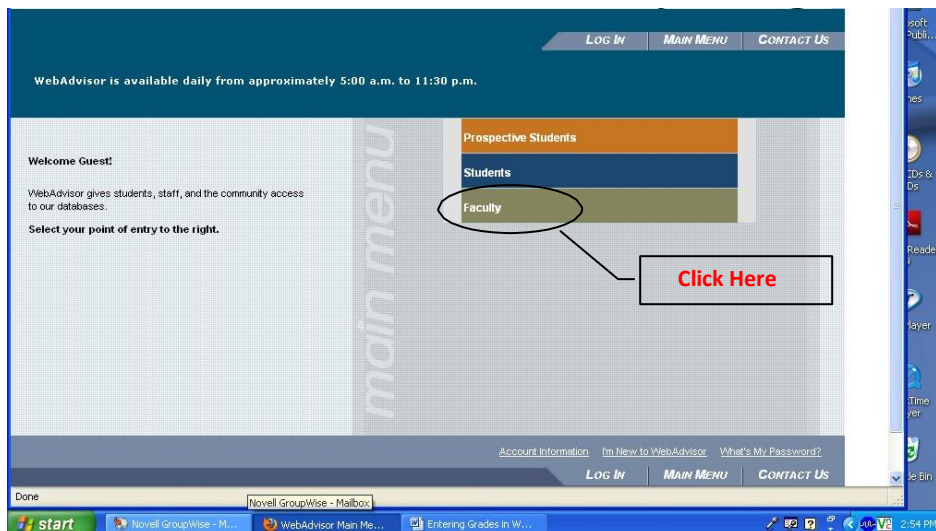 LOG IN MAIN MENU CONTACT US
WebAdvisor is available daily from approximately 5:00 a.m. to 11:30 p.m.
main menu
Welcome Guest!
WebAdvisor gives students, staff, and the community access
to our databases.
Select your point of entry to the right.
Prospective Students
Students
Faculty
Click Here
Account Information I'm New to WebAdvisor What's My Password?
LOG IN MAIN MENU CONTACT US
Done
Novell GroupWise - Mailbox
start Novell GroupWise - M... WebAdvisor Main Me... Entering Grades in W... 2:54 PM